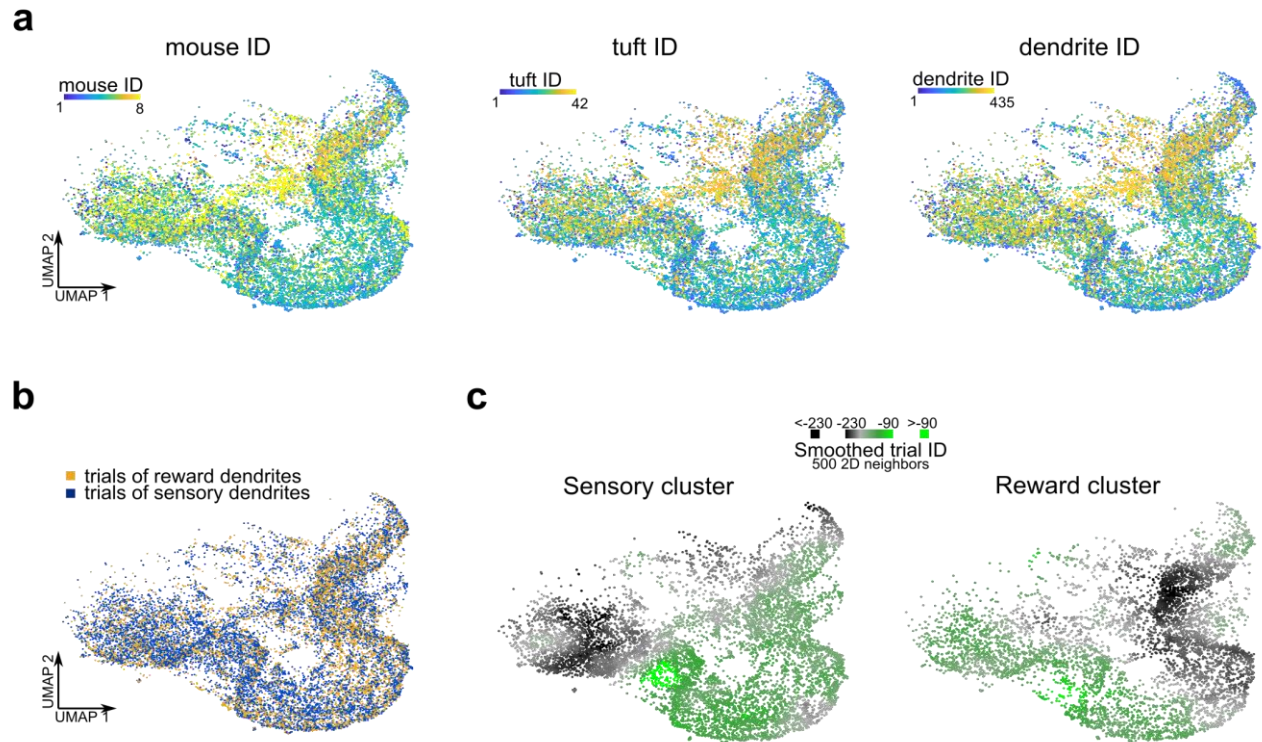 a
mouse ID
tuft ID
dendrite ID
mouse ID
1 8
tuft ID
1 42
dendrite ID
1 435
UMAP 2
UMAP 1
b
c
trials of reward dendrites
trials of sensory dendrites
<-230 -230 -90 >-90
Smoothed trial ID
500 2D neighbors
Sensory cluster
Reward cluster
UMAP 2
UMAP 1